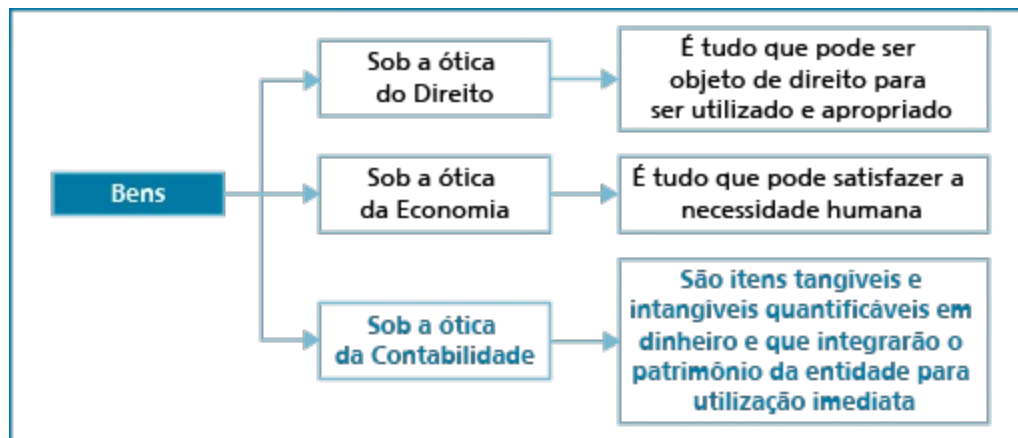 Bens
Sob a ótica
do Direito
É tudo que pode ser
objeto de direito para
ser utilizado e apropriado
Sob a ótica
da Economia
É tudo que pode satisfazer a
necessidade humana
Sob a ótica
da Contabilidade
São itens tangíveis e
intangíveis quantificáveis em
dinheiro e que integrarão o
patrimônio da entidade para
utilização imediata